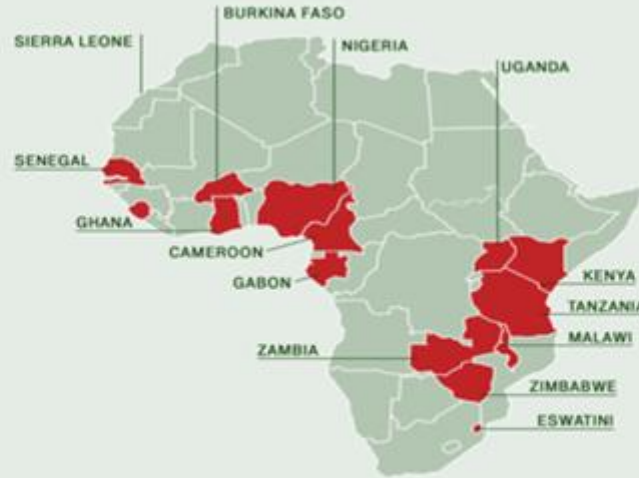 BURKINA FASO
SIERRA LEONE
NIGERIA
UGANDA
SENEGAL
GHANA
CAMEROON
GABON
KENYA
TANZANIA
MALAWI
ZAMBIA
ZIMBABWE
ESWATINI